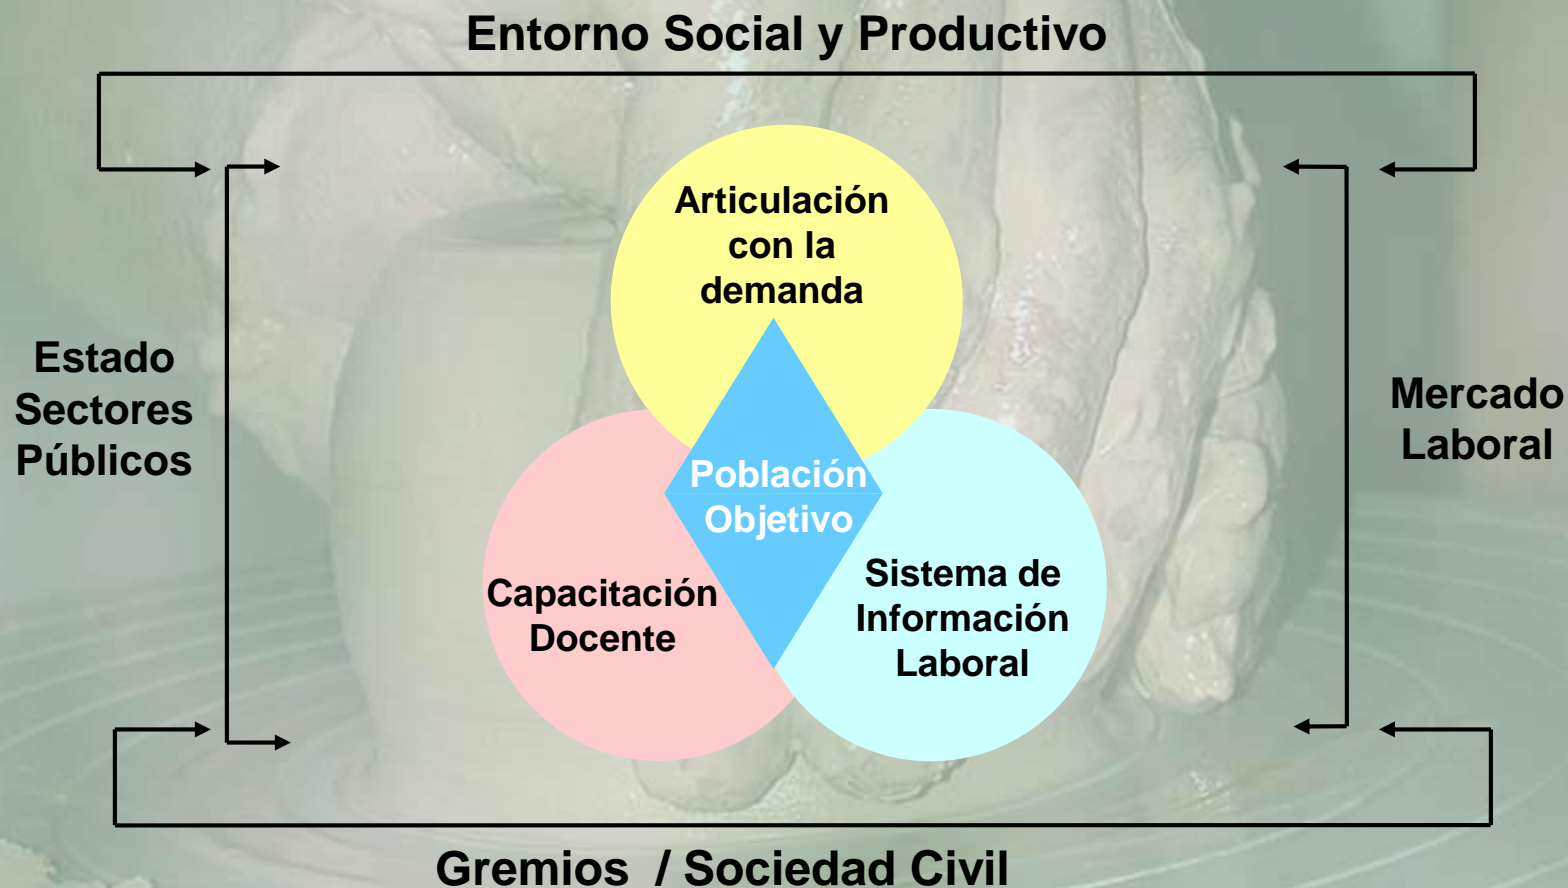 Entorno Social y Productivo
Articulación
con la
demanda
Estado
Sectores
Públicos
Mercado
Laboral
Población
Objetivo
Capacitación
Docente
Sistema de
Información
Laboral
Gremios / Sociedad Civil